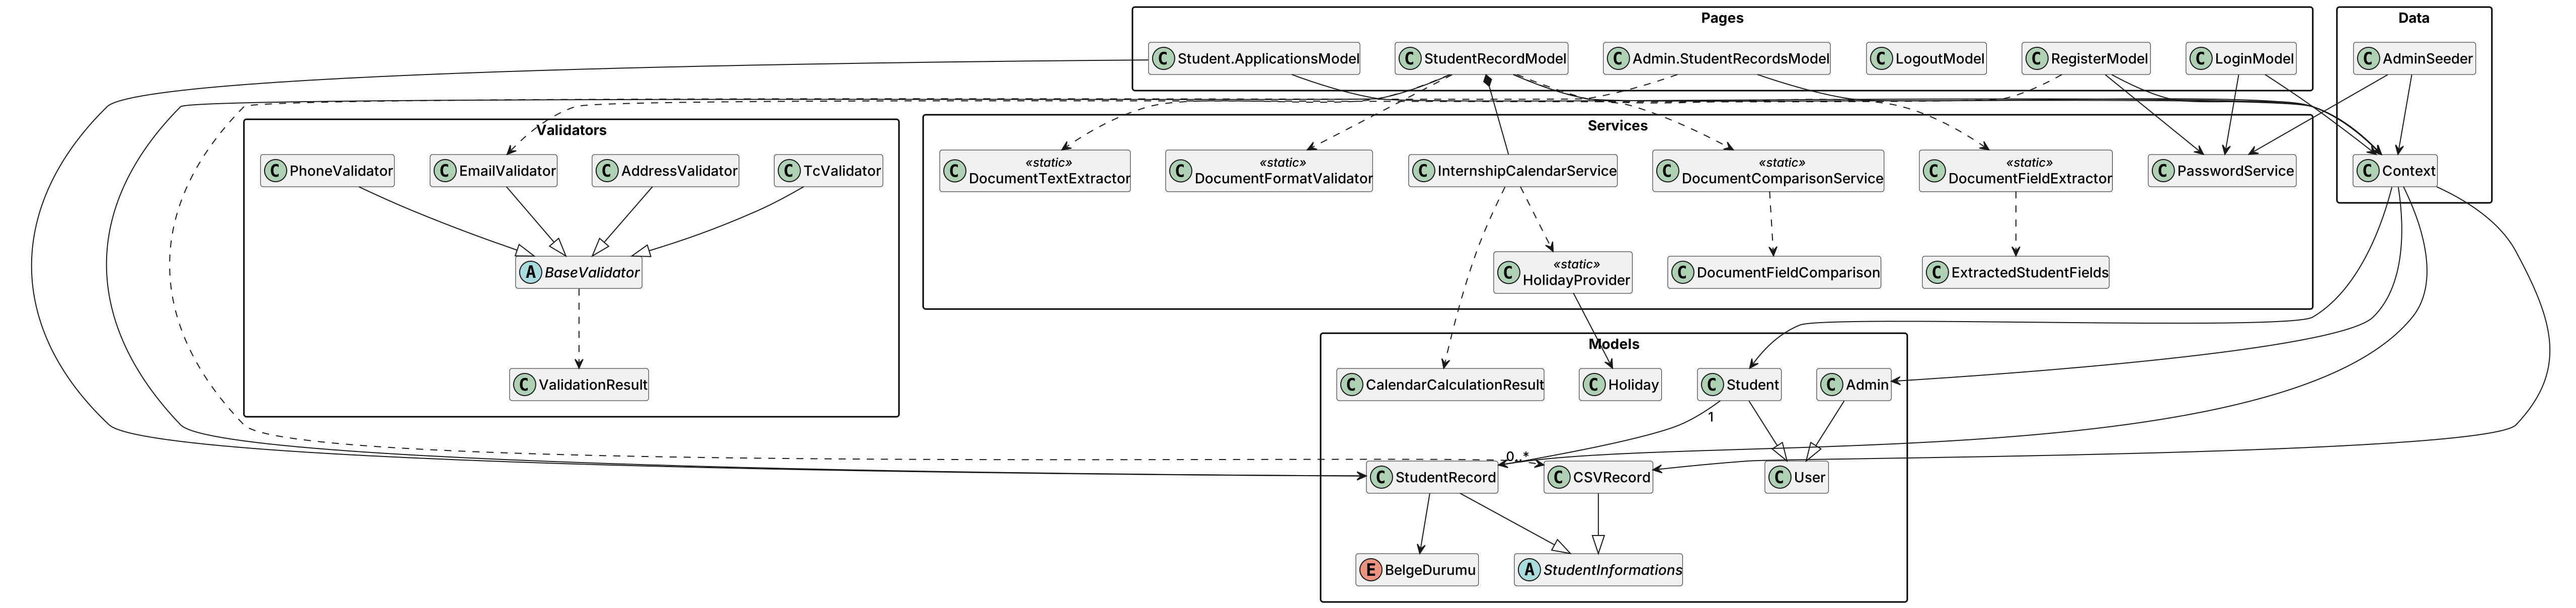 Pages
Data
C Student.ApplicationsModel
C StudentRecordModel
C Admin.StudentRecordsModel
C LogoutModel
C RegisterModel
C LoginModel
C AdminSeeder
Validators
Services
C PhoneValidator
C EmailValidator
C AddressValidator
C TcValidator
C «static»
DocumentTextExtractor
C «static»
DocumentFormatValidator
C InternshipCalendarService
C «static»
DocumentComparisonService
C «static»
DocumentFieldExtractor
C PasswordService
C Context
A BaseValidator
C «static»
HolidayProvider
C DocumentFieldComparison
C ExtractedStudentFields
Models
C ValidationResult
C CalendarCalculationResult
C Holiday
C Student
C Admin
1
0..*
C StudentRecord
C CSVRecord
C User
E BelgeDurumu
A StudentInformations